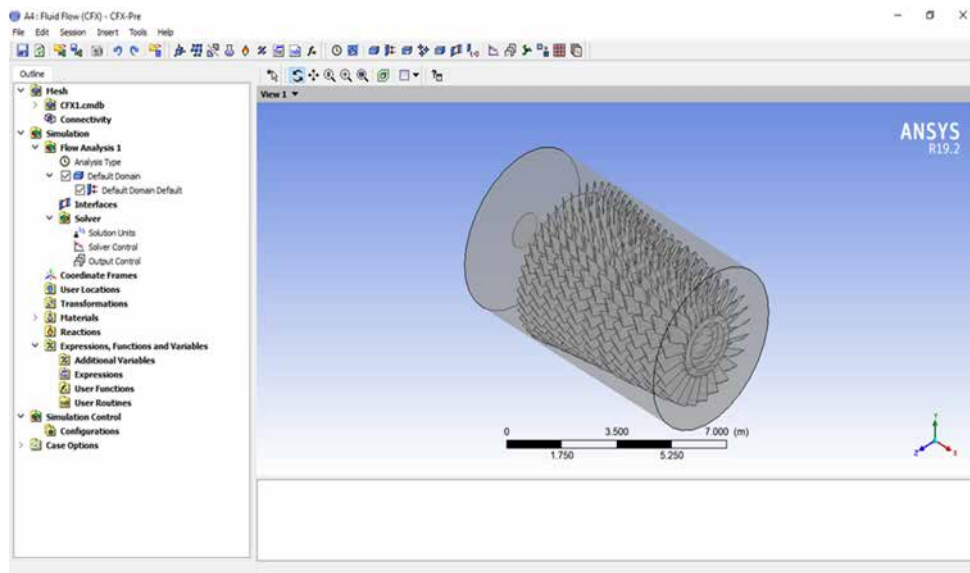 A4 : Fluid Flow (CFX) - CFX-Pre
File Edit Session Insert Tools Help
Outline
Mesh
CFX1.cmdb
Connectivity
Simulation
Flow Analysis 1
Analysis Type
Default Domain
Default Domain Default
Interfaces
Solver
Solution Units
Solver Control
Output Control
Coordinate Frames
User Locations
Transformations
Materials
Reactions
Expressions, Functions and Variables
Additional Variables
Expressions
User Functions
User Routines
Simulation Control
Configurations
Case Options
View 1
ANSYS
R19.2
0 3.500 7.000 (m)
1.750 5.250
Y
Z X